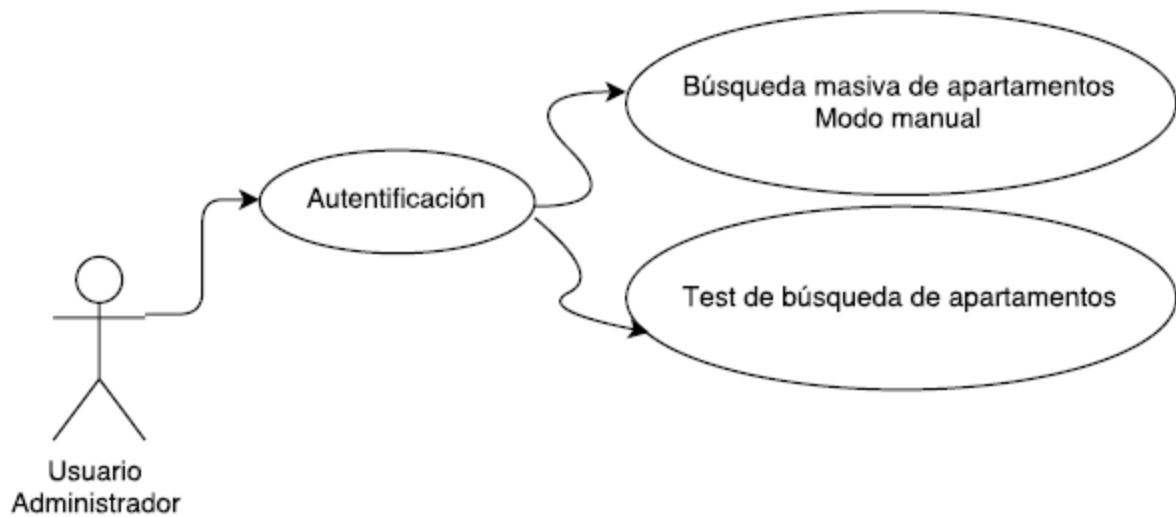 Búsqueda masiva de apartamentos
Modo manual
Autentificación
Test de búsqueda de apartamentos
Usuario
Administrador